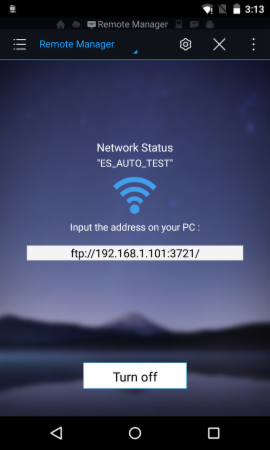 3:13
Remote Manager
Remote Manager
Network Status
"ES_AUTO_TEST"
Input the address on your PC :
ftp://192.168.1.101:3721/
Turn off